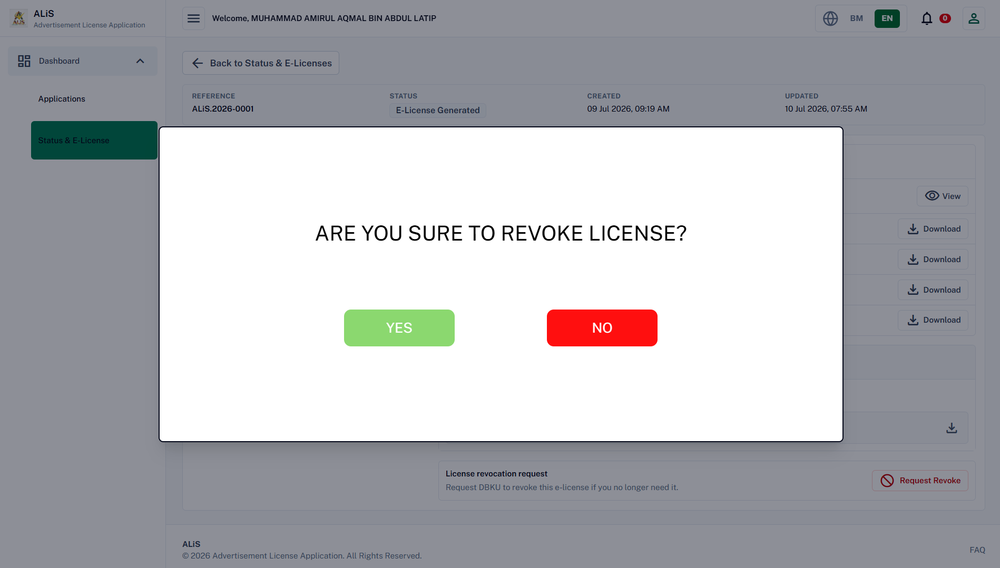 ALiS
Advertisement License Application
Welcome, MUHAMMAD AMIRUL AQMAL BIN ABDUL LATIP
BM
EN
0
Dashboard
Applications
Status & E-License
Back to Status & E-Licenses
REFERENCE
ALiS.2026-0001
STATUS
E-License Generated
CREATED
09 Jul 2026, 09:19 AM
UPDATED
10 Jul 2026, 07:55 AM
View
Download
Download
Download
Download
ARE YOU SURE TO REVOKE LICENSE?
YES
NO
License revocation request
Request DBKU to revoke this e-license if you no longer need it.
Request Revoke
ALiS
© 2026 Advertisement License Application. All Rights Reserved.
FAQ